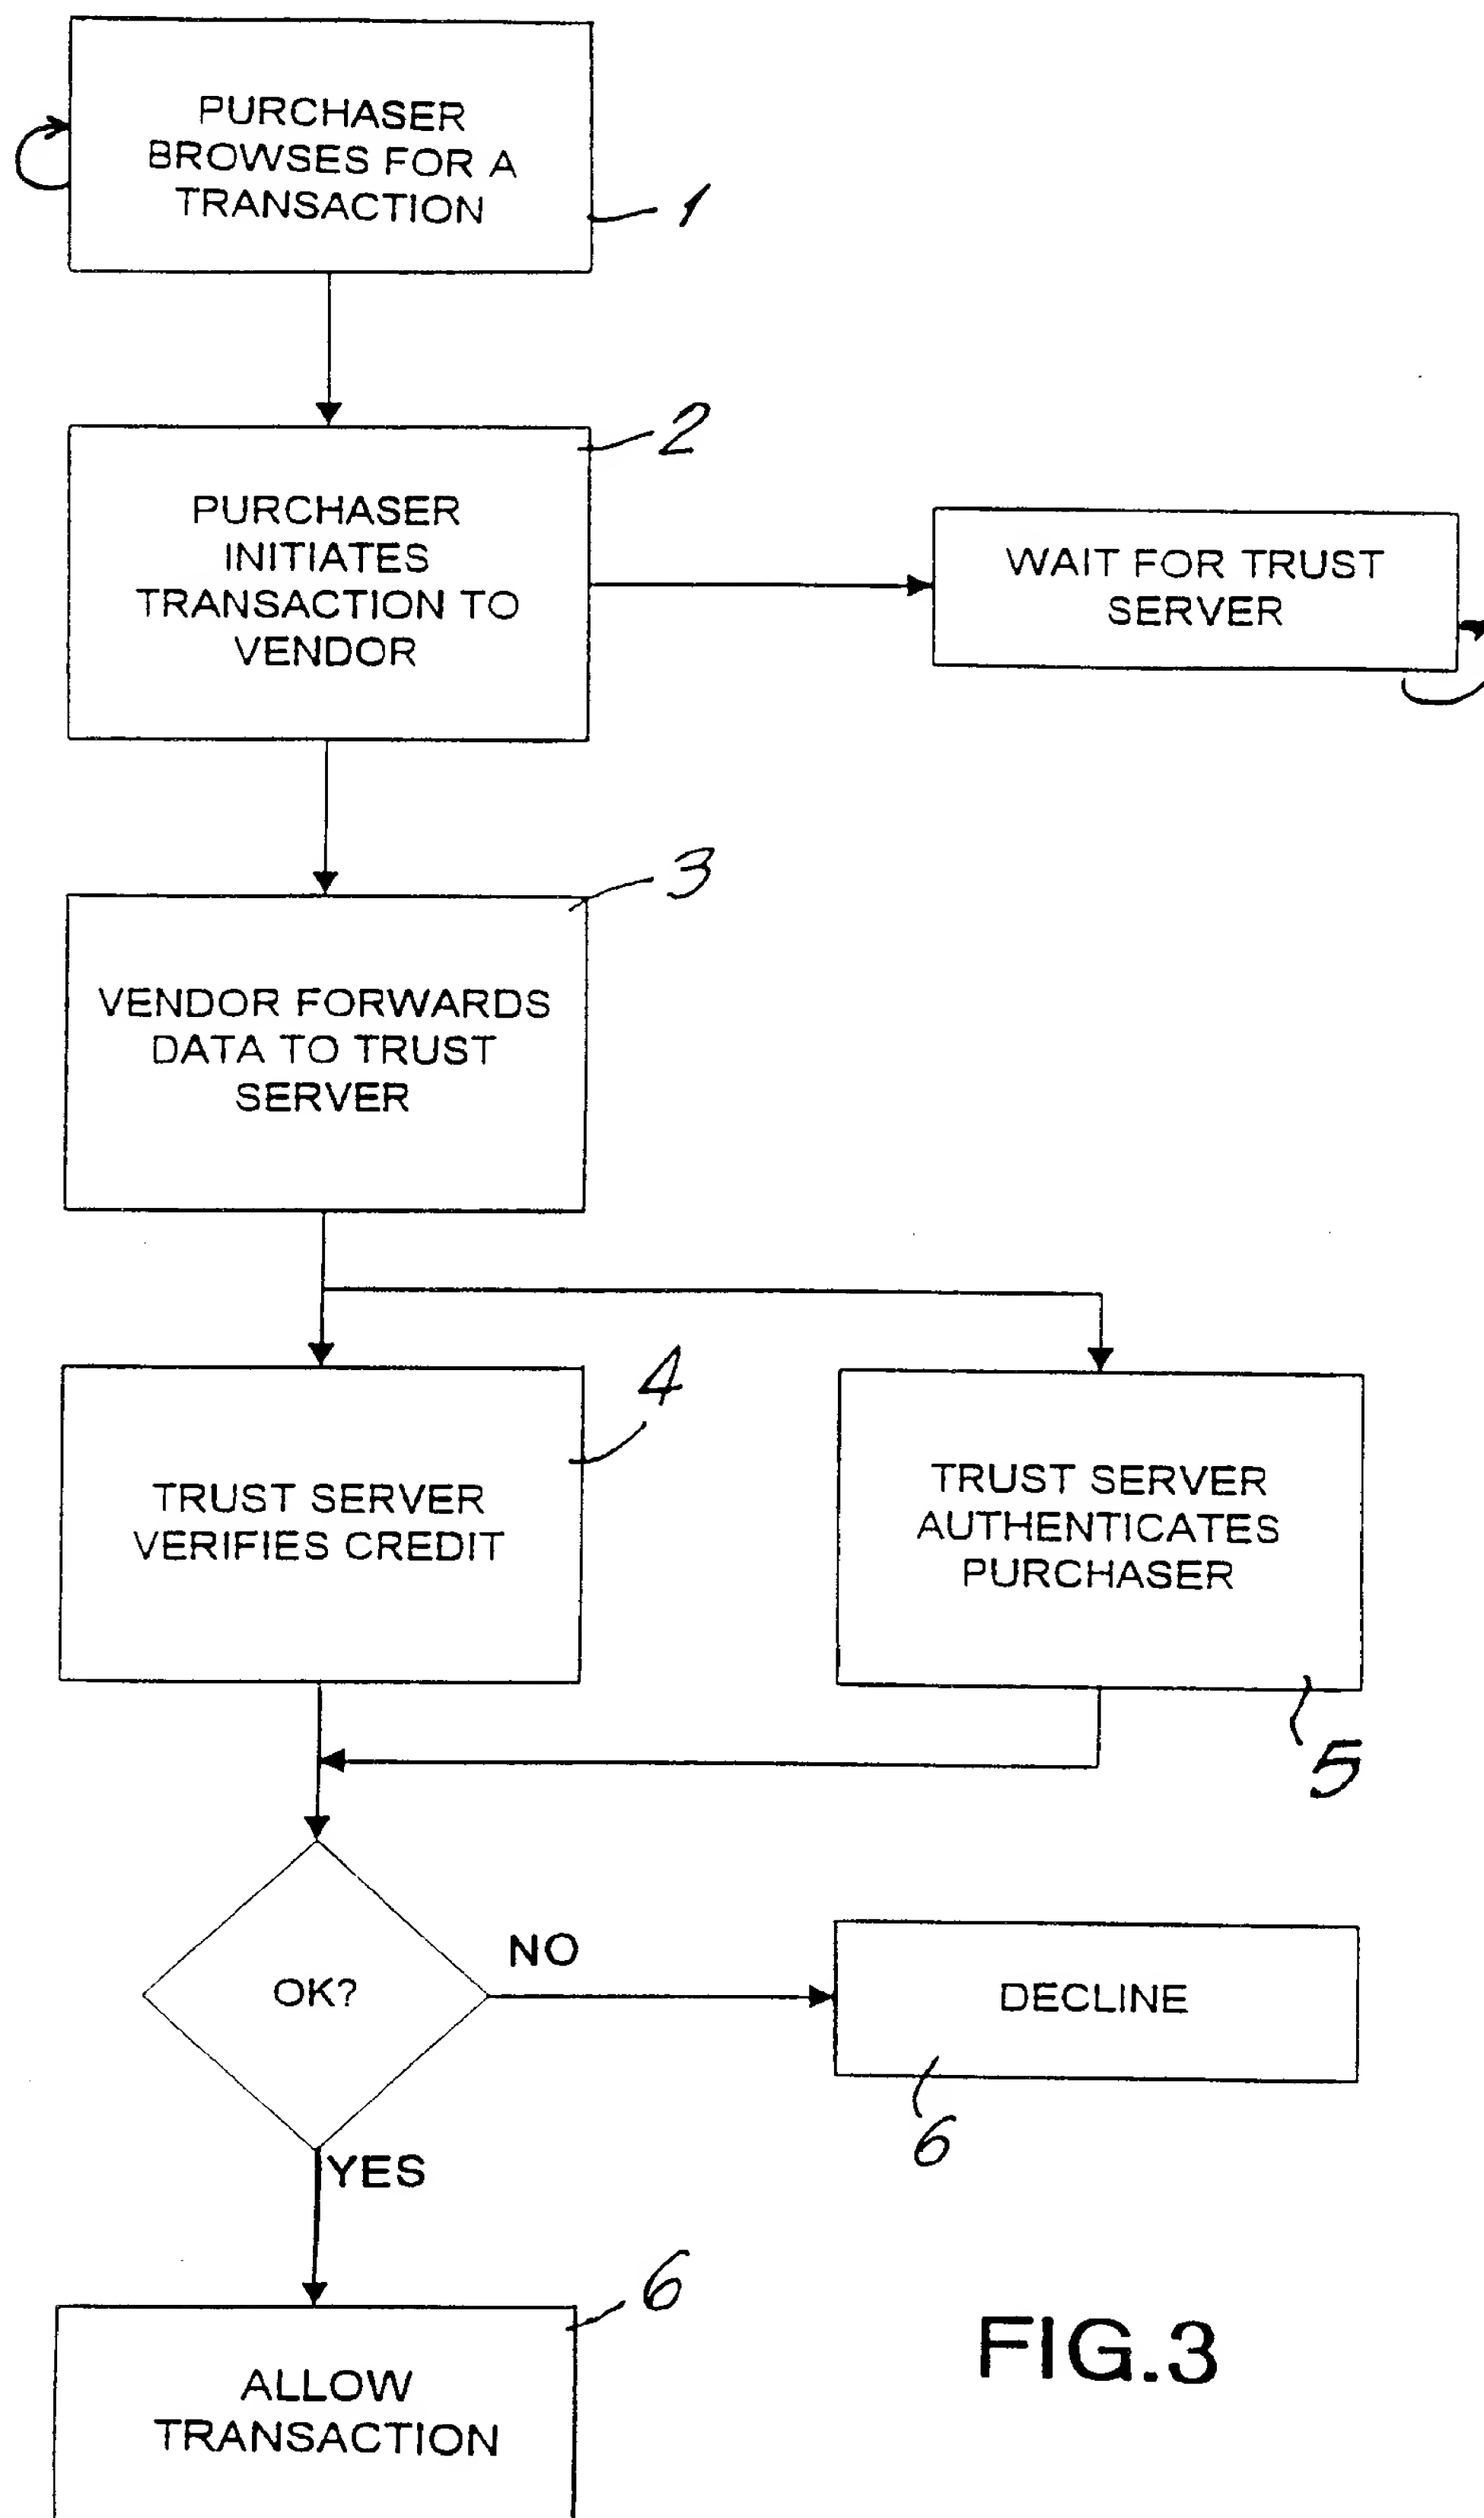 PURCHASER
BROWSES FOR A
TRANSACTION
1
2
PURCHASER
INITIATES
TRANSACTION TO
VENDOR
WAIT FOR TRUST
SERVER
3
VENDOR FORWARDS
DATA TO TRUST
SERVER
4
TRUST SERVER
VERIFIES CREDIT
TRUST SERVER
AUTHENTICATES
PURCHASER
5
OK?
NO
DECLINE
6
YES
6
ALLOW
TRANSACTION
FIG.3